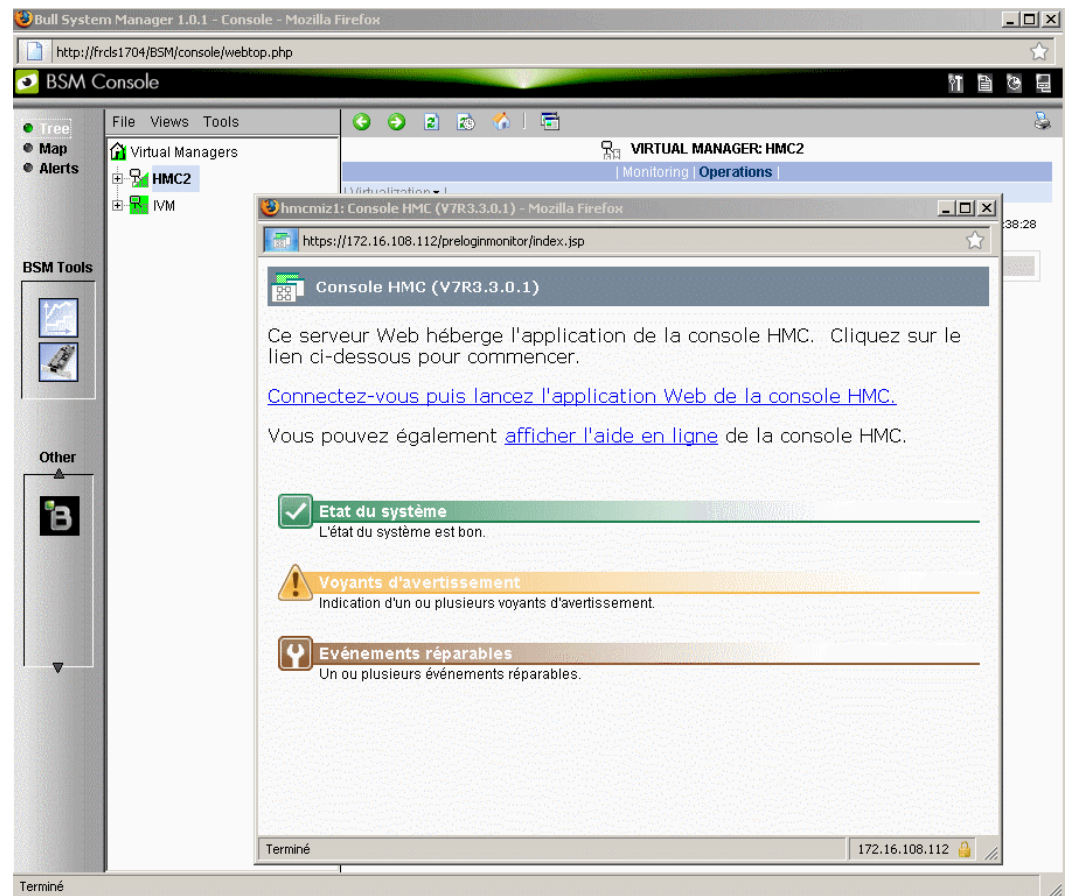 Bull System Manager 1.0.1 - Console - Mozilla Firefox
http://frcls1704/BSM/console/webtop.php
BSM Console
Tree
Map
Alerts
File Views Tools
Virtual Managers
HMC2
IVM
VIRTUAL MANAGER: HMC2
| Monitoring | Operations |
Virtualization
:38:28
BSM Tools
Other
B
hmcmiz1: Console HMC (V7R3.3.0.1) - Mozilla Firefox
https://172.16.108.112/preloginmonitor/index.jsp
Console HMC (V7R3.3.0.1)
Ce serveur Web héberge l'application de la console HMC. Cliquez sur le
lien ci-dessous pour commencer.
Connectez-vous puis lancez l'application Web de la console HMC.
Vous pouvez également afficher l'aide en ligne de la console HMC.
Etat du système
L'état du système est bon.
Voyants d'avertissement
Indication d'un ou plusieurs voyants d'avertissement.
Evénements réparables
Un ou plusieurs événements réparables.
Terminé
172.16.108.112
Terminé